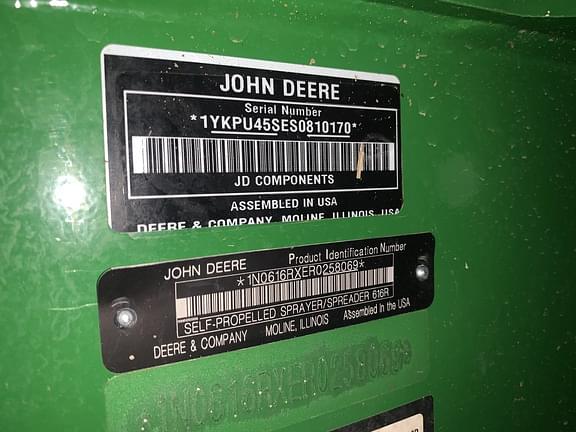 JOHN DEERE
Serial Number
*1YKPU45SES0810170*
JD COMPONENTS
ASSEMBLED IN USA
DEERE & COMPANY MOLINE, ILLINOIS USA
JOHN DEERE Product Identification Number
*1N0616RXER0258069*
SELF-PROPELLED SPRAYER/SPREADER 616R
DEERE & COMPANY MOLINE, ILLINOIS Assembled in the USA
*1N0616RXER0258069*